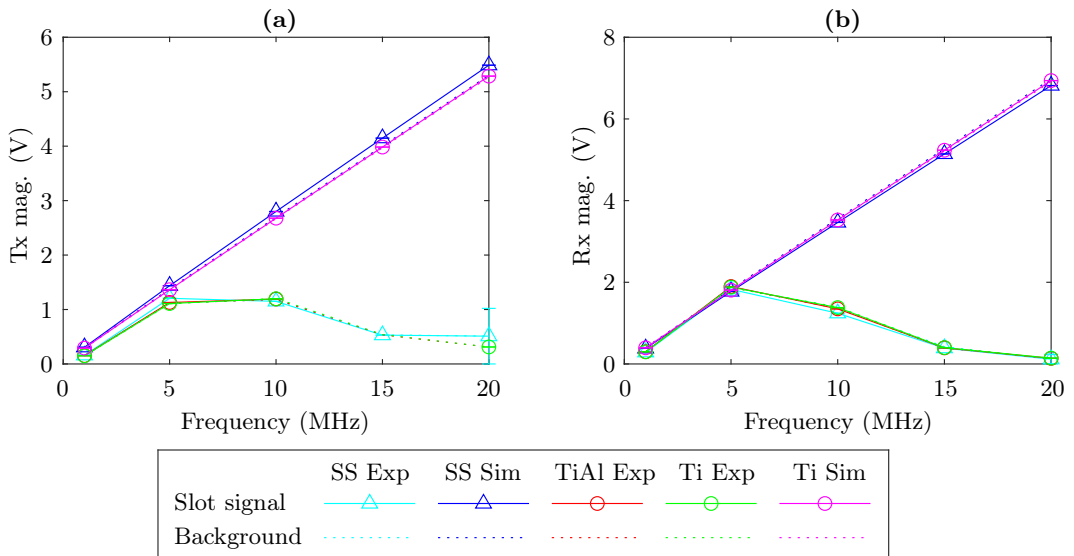 (a)
6
5
4
3
2
1
0
Tx mag. (V)
0
5
10
15
20
Frequency (MHz)
(b)
8
6
4
2
0
Rx mag. (V)
0
5
10
15
20
Frequency (MHz)
SS Exp SS Sim TiAl Exp Ti Exp Ti Sim
Slot signal
Background